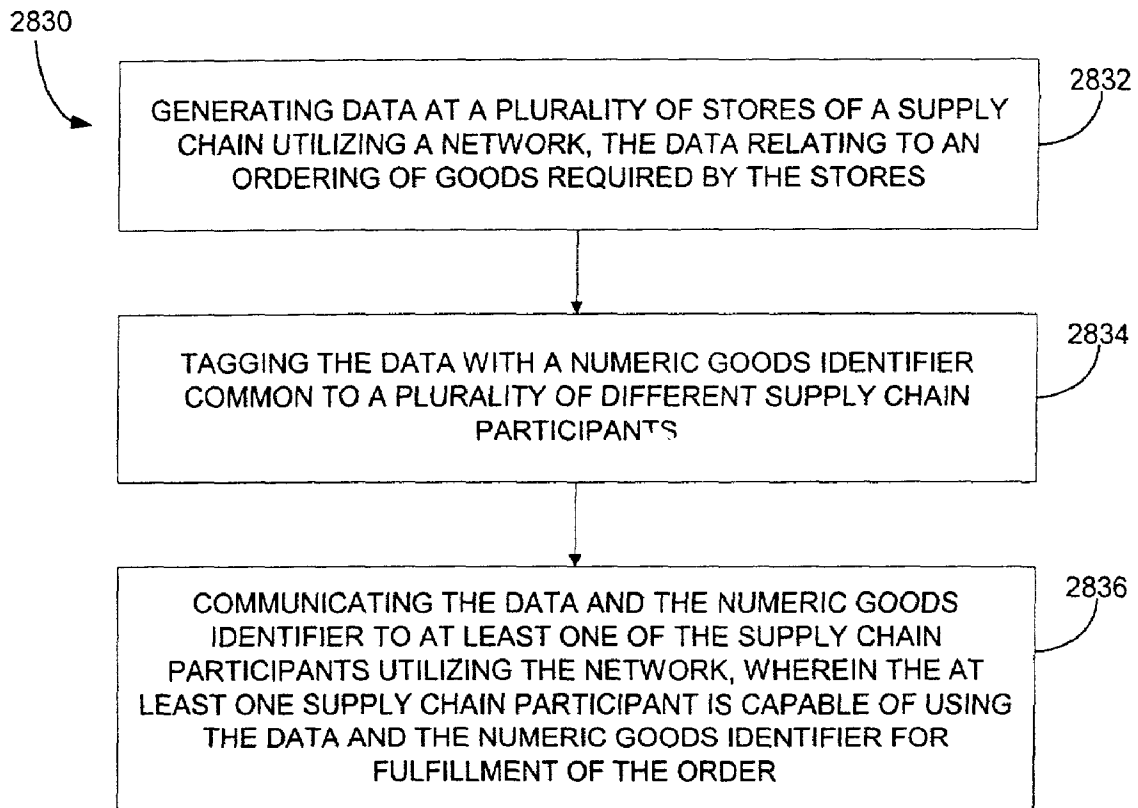 2830
2832
GENERATING DATA AT A PLURALITY OF STORES OF A SUPPLY
CHAIN UTILIZING A NETWORK, THE DATA RELATING TO AN
ORDERING OF GOODS REQUIRED BY THE STORES
2834
TAGGING THE DATA WITH A NUMERIC GOODS IDENTIFIER
COMMON TO A PLURALITY OF DIFFERENT SUPPLY CHAIN
PARTICIPANTS
2836
COMMUNICATING THE DATA AND THE NUMERIC GOODS
IDENTIFIER TO AT LEAST ONE OF THE SUPPLY CHAIN
PARTICIPANTS UTILIZING THE NETWORK, WHEREIN THE AT
LEAST ONE SUPPLY CHAIN PARTICIPANT IS CAPABLE OF USING
THE DATA AND THE NUMERIC GOODS IDENTIFIER FOR
FULFILLMENT OF THE ORDER